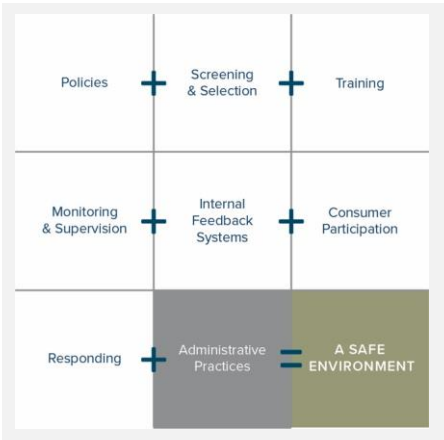 Policies + Screening & Selection + Training
Monitoring & Supervision + Internal Feedback Systems + Consumer Participation
Responding + Administrative Practices = A SAFE ENVIRONMENT